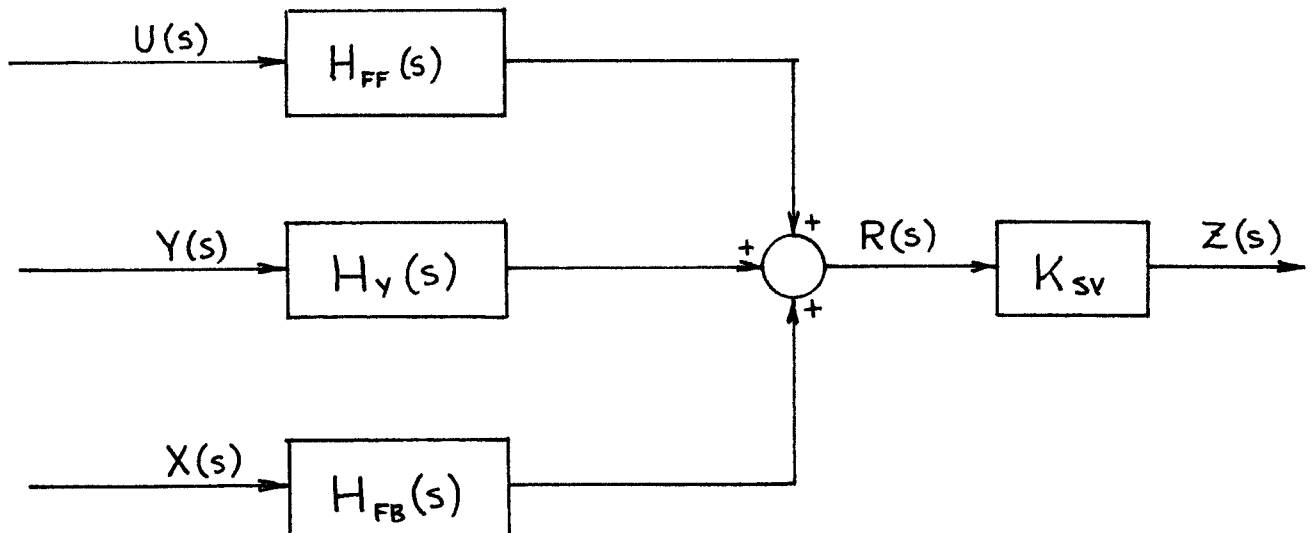 U(s)
H_FF(s)
+
Y(s)
H_Y(s)
+
R(s)
K_SV
Z(s)
+
X(s)
H_FB(s)